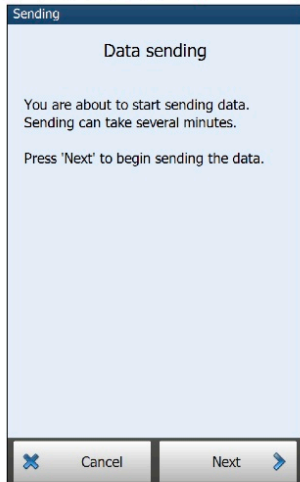 Sending
Data sending
You are about to start sending data.
Sending can take several minutes.
Press 'Next' to begin sending the data.
Cancel
Next